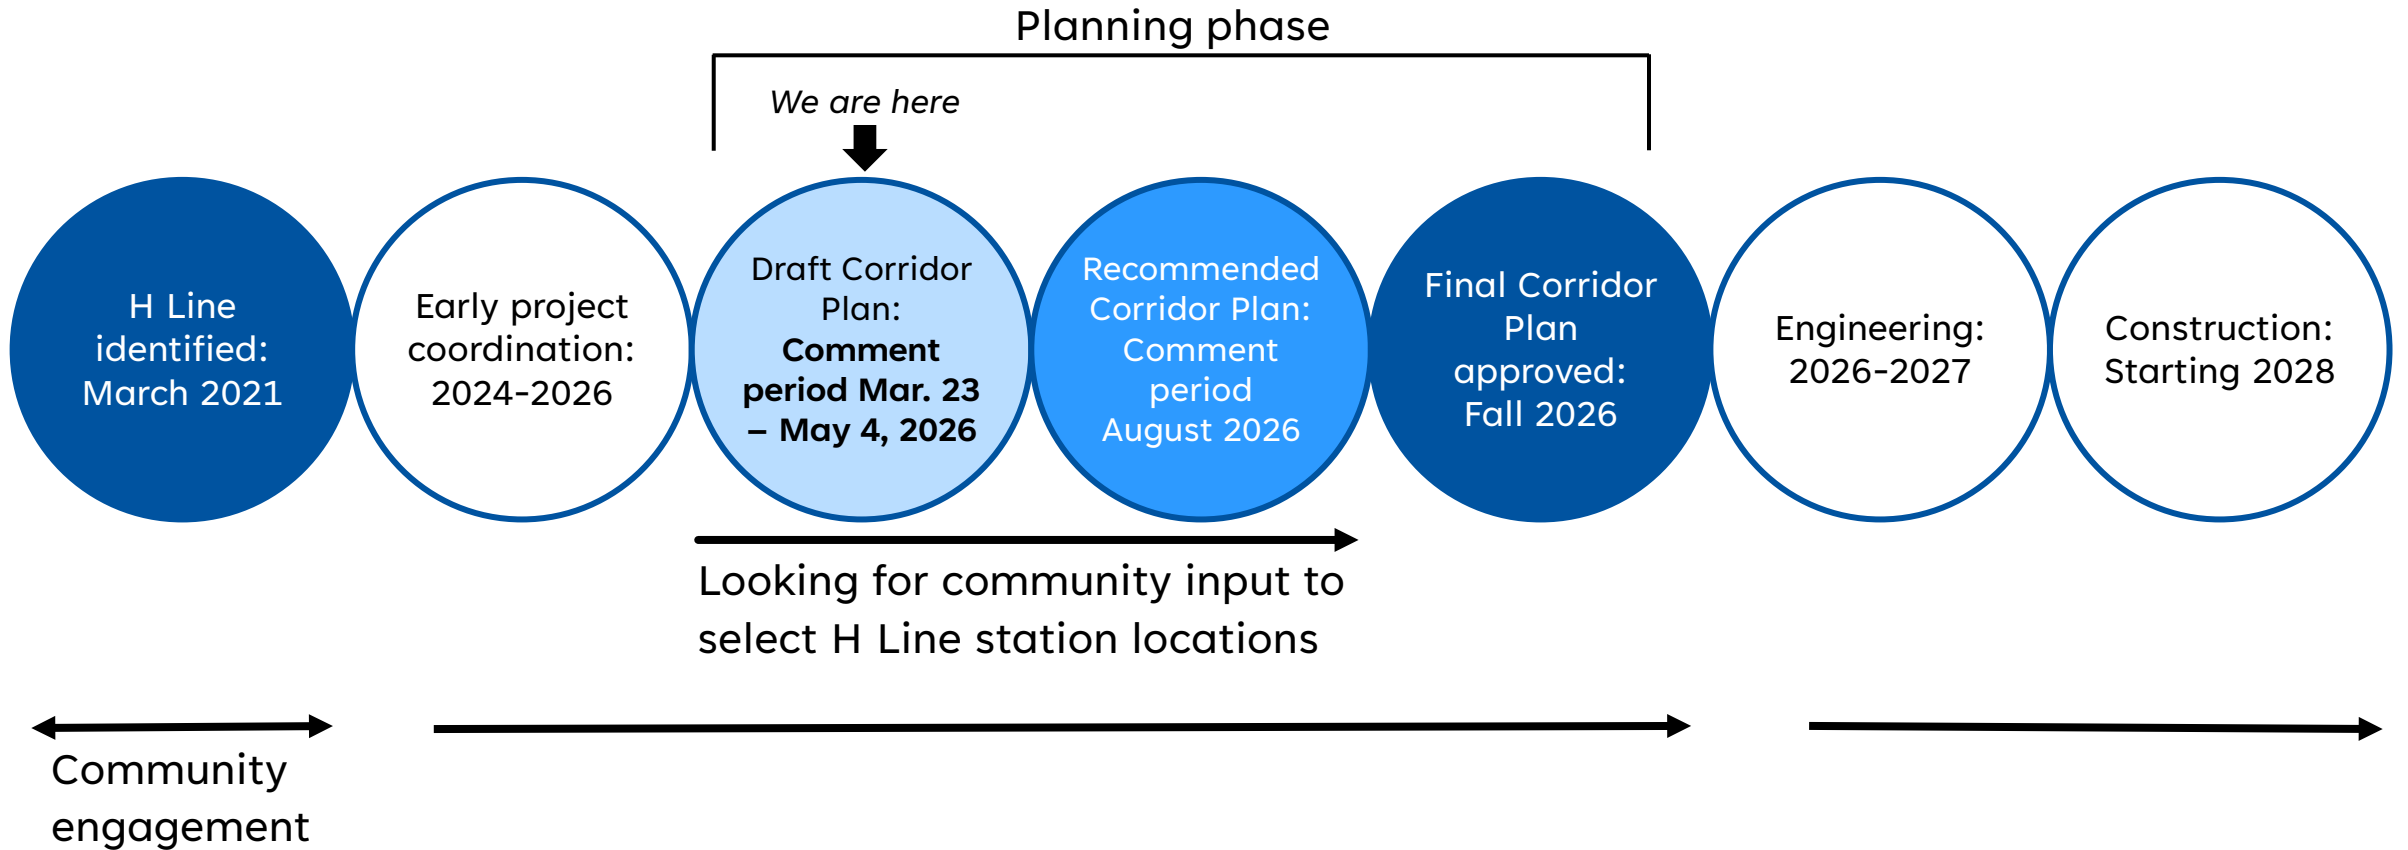 Planning phase
We are here
H Line
identified:
March 2021
Early project
coordination:
2024-2026
Draft Corridor
Plan:
Comment
period Mar. 23
– May 4, 2026
Recommended
Corridor Plan:
Comment
period
August 2026
Final Corridor
Plan
approved:
Fall 2026
Engineering:
2026-2027
Construction:
Starting 2028
Looking for community input to
select H Line station locations
Community
engagement